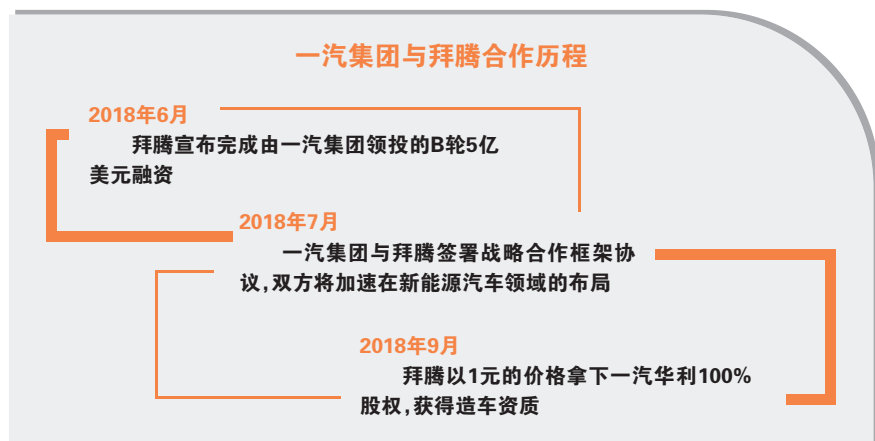 一汽集团与拜腾合作历程
2018年6月
拜腾宣布完成由一汽集团领投的B轮5亿
美元融资
2018年7月
一汽集团与拜腾签署战略合作框架协
议,双方将加速在新能源汽车领域的布局
2018年9月
拜腾以1元的价格拿下一汽华利100%
股权,获得造车资质